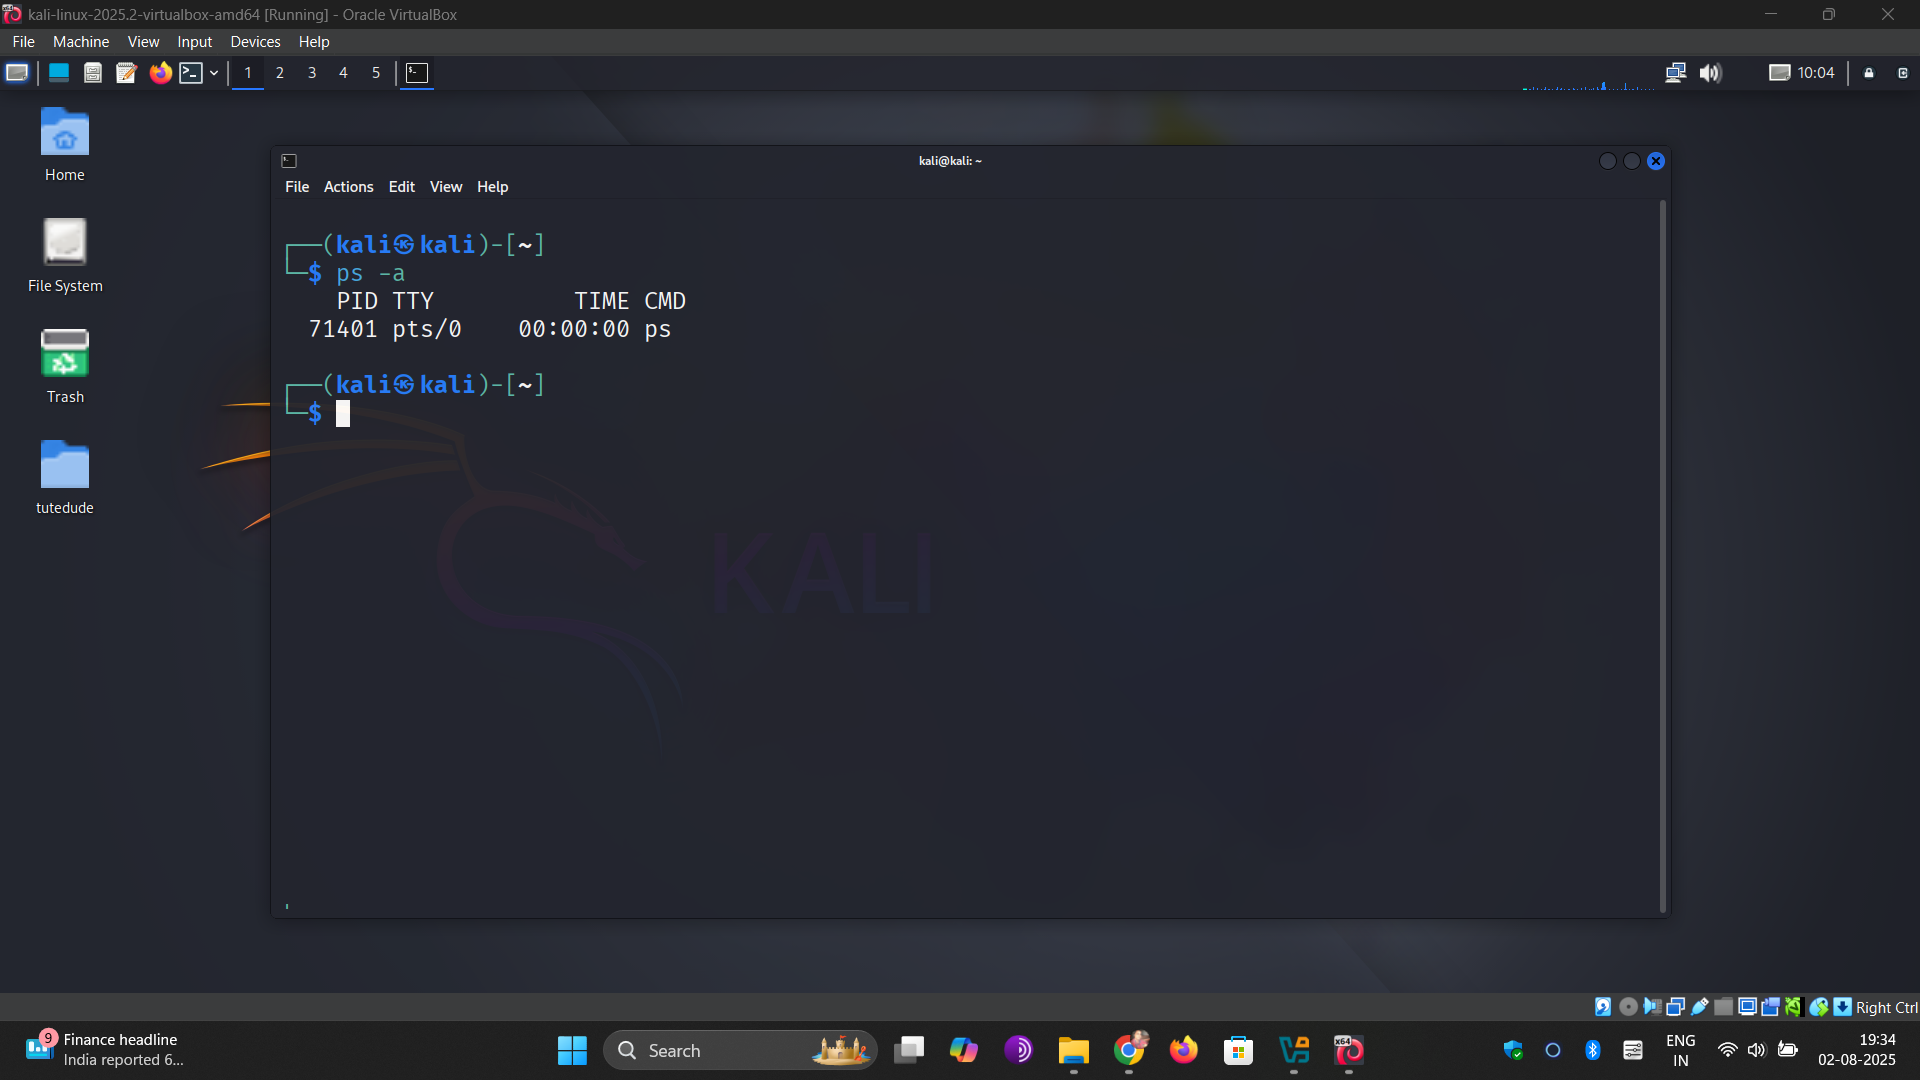 kali-linux-2025.2-virtualbox-amd64 [Running] - Oracle VirtualBox
File Machine View Input Devices Help
1 2 3 4 5
10:04
Home
File System
Trash
tutedude
kali@kali: ~
File Actions Edit View Help
┌──(kali㉿kali)-[~]
└─$ ps -a
PID TTY TIME CMD
71401 pts/0 00:00:00 ps
┌──(kali㉿kali)-[~]
└─$
KALI
Right Ctrl
9
Finance headline
India reported 6...
Search
x64
ENG
IN
19:34
02-08-2025